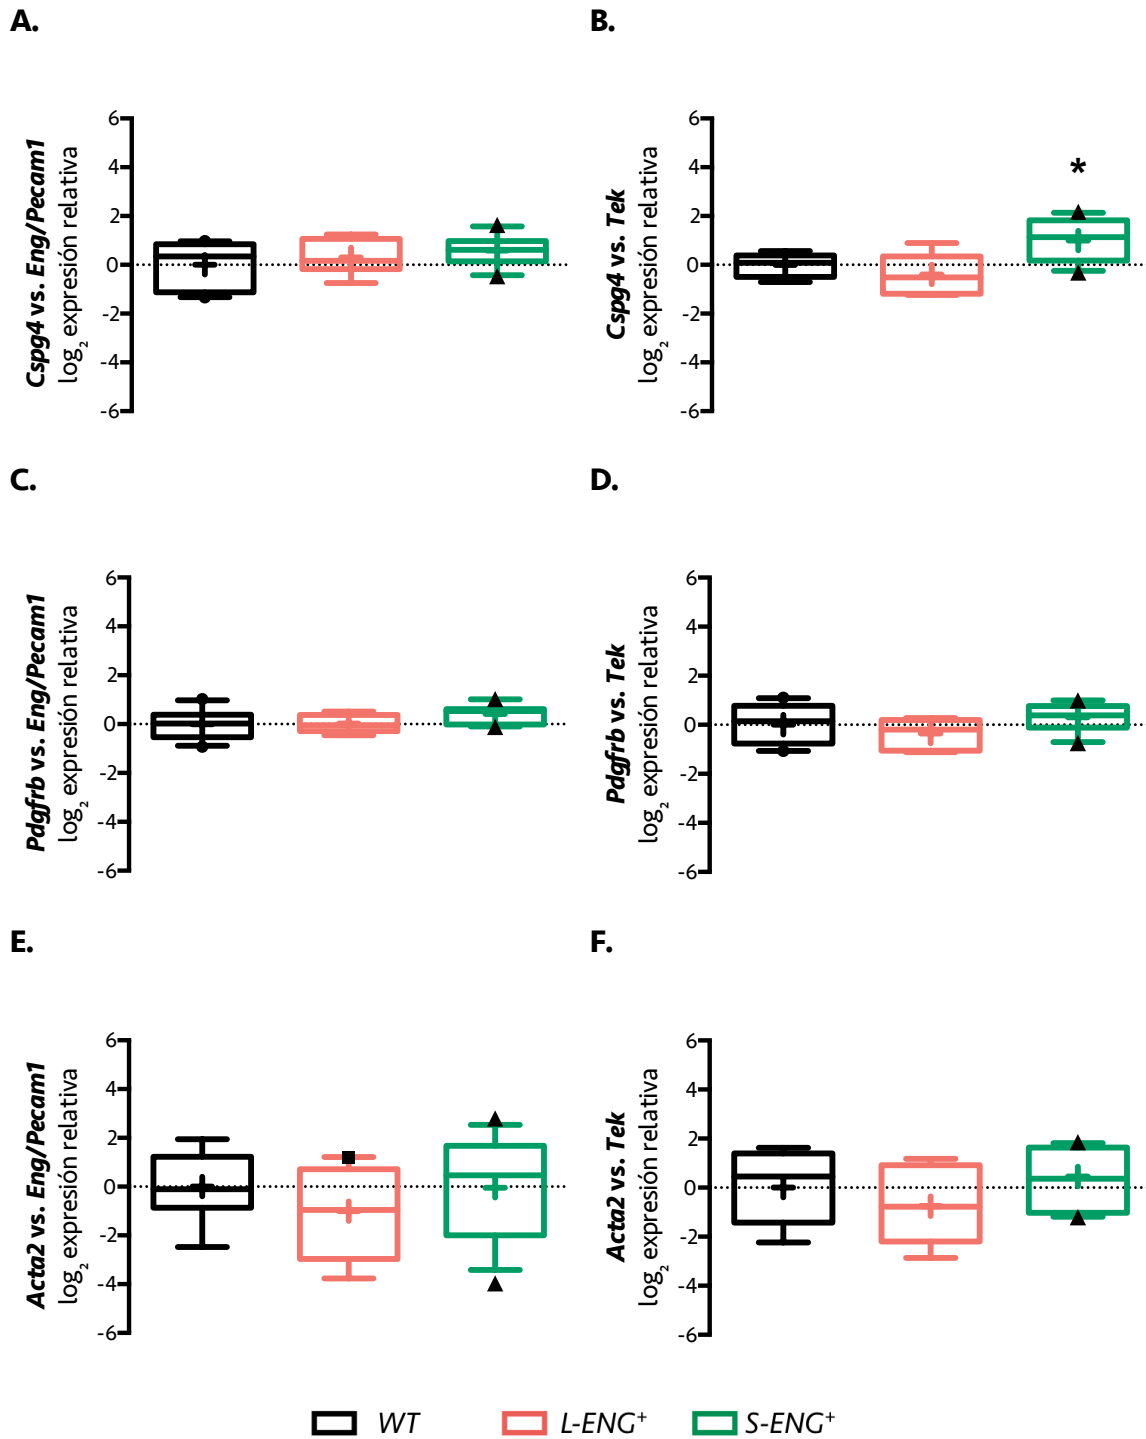 A.
B.
Cspg4 vs. Eng/Pecam1
log₂ expresión relativa
6
4
2
0
-2
-4
-6
Cspg4 vs. Tek
log₂ expresión relativa
6
4
2
0
-2
-4
-6
*
C.
D.
Pdgfrb vs. Eng/Pecam1
log₂ expresión relativa
6
4
2
0
-2
-4
-6
Pdgfrb vs. Tek
log₂ expresión relativa
6
4
2
0
-2
-4
-6
E.
F.
Acta2 vs. Eng/Pecam1
log₂ expresión relativa
6
4
2
0
-2
-4
-6
Acta2 vs. Tek
log₂ expresión relativa
6
4
2
0
-2
-4
-6
WT L-ENG⁺ S-ENG⁺